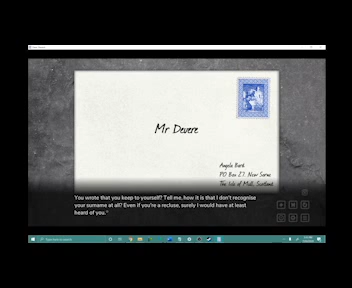 Mr Devere
Angela Bard
PO Box 27, New Sorne
The Isle of Mull, Scotland
You wrote that you keep to yourself? Tell me, how it is that I don't recognise
your surname at all? Even if you're a recluse, surely I would have at least
heard of you."